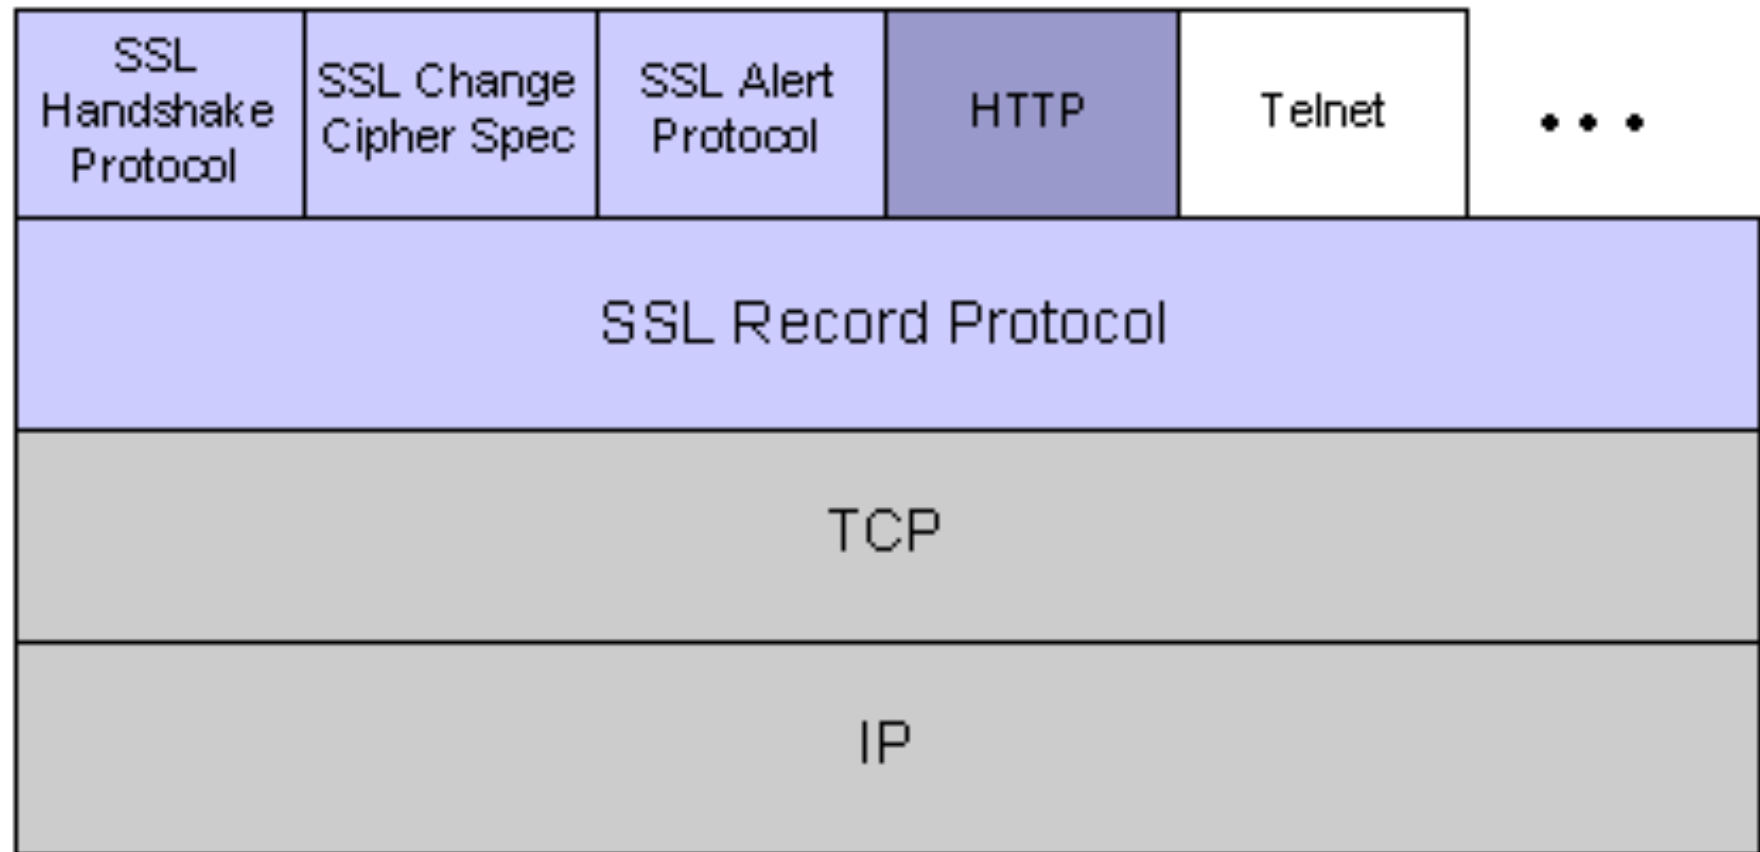 SSL
Handshake
Protocol
SSL Change
Cipher Spec
SSL Alert
Protocol
HTTP
Telnet
...
SSL Record Protocol
TCP
IP